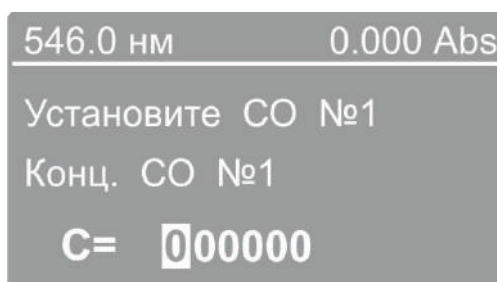 546.0 нм 0.000 Abs
Установите СО №1
Конц. СО №1
C= 000000